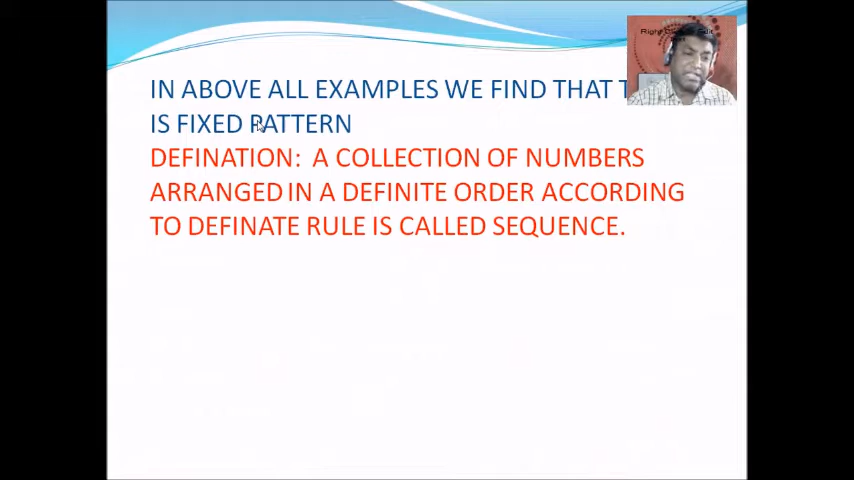 IN ABOVE ALL EXAMPLES WE FIND THAT
IS FIXED PATTERN
DEFINATION: A COLLECTION OF NUMBERS
ARRANGED IN A DEFINITE ORDER ACCORDING
TO DEFINATE RULE IS CALLED SEQUENCE.